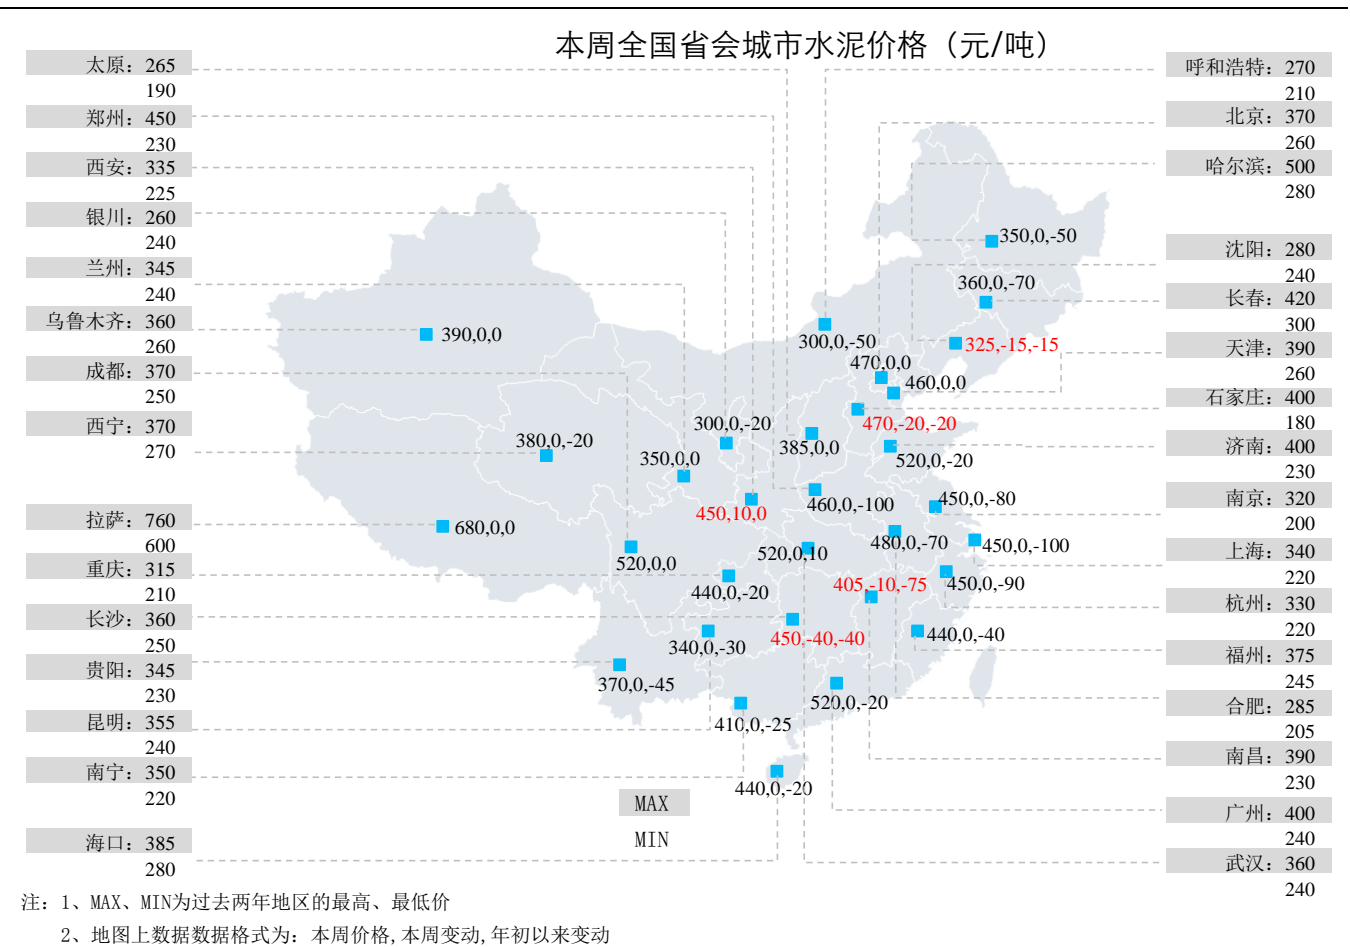 本周全国省会城市水泥价格（元/吨）
太原：265
190
郑州：450
230
西安：335
225
银川：260
240
兰州：345
240
乌鲁木齐：360
260
成都：370
250
西宁：370
270
拉萨：760
600
重庆：315
210
长沙：360
250
贵阳：345
230
昆明：355
240
南宁：350
220
海口：385
280
呼和浩特：270
210
北京：370
260
哈尔滨：500
280
沈阳：280
240
长春：420
300
天津：390
260
石家庄：400
180
济南：400
230
南京：320
200
上海：340
220
杭州：330
220
福州：375
245
合肥：285
205
南昌：390
230
广州：400
240
武汉：360
240
350,0,-50
360,0,-70
390,0,0
300,0,-50
325,-15,-15
470,0,0
460,0,0
470,-20,-20
300,0,-20
380,0,-20
385,0,0
350,0,0
520,0,-20
450,10,0
460,0,-100
450,0,-80
680,0,0
480,0,-70
450,0,-100
520,0,10
520,0,0
440,0,-20
405,-10,-75
450,0,-90
450,-40,-40
440,0,-40
340,0,-30
370,0,-45
520,0,-20
410,0,-25
440,0,-20
MAX
MIN
注：1、MAX、MIN为过去两年地区的最高、最低价
2、地图上数据数据格式为：本周价格,本周变动,年初以来变动